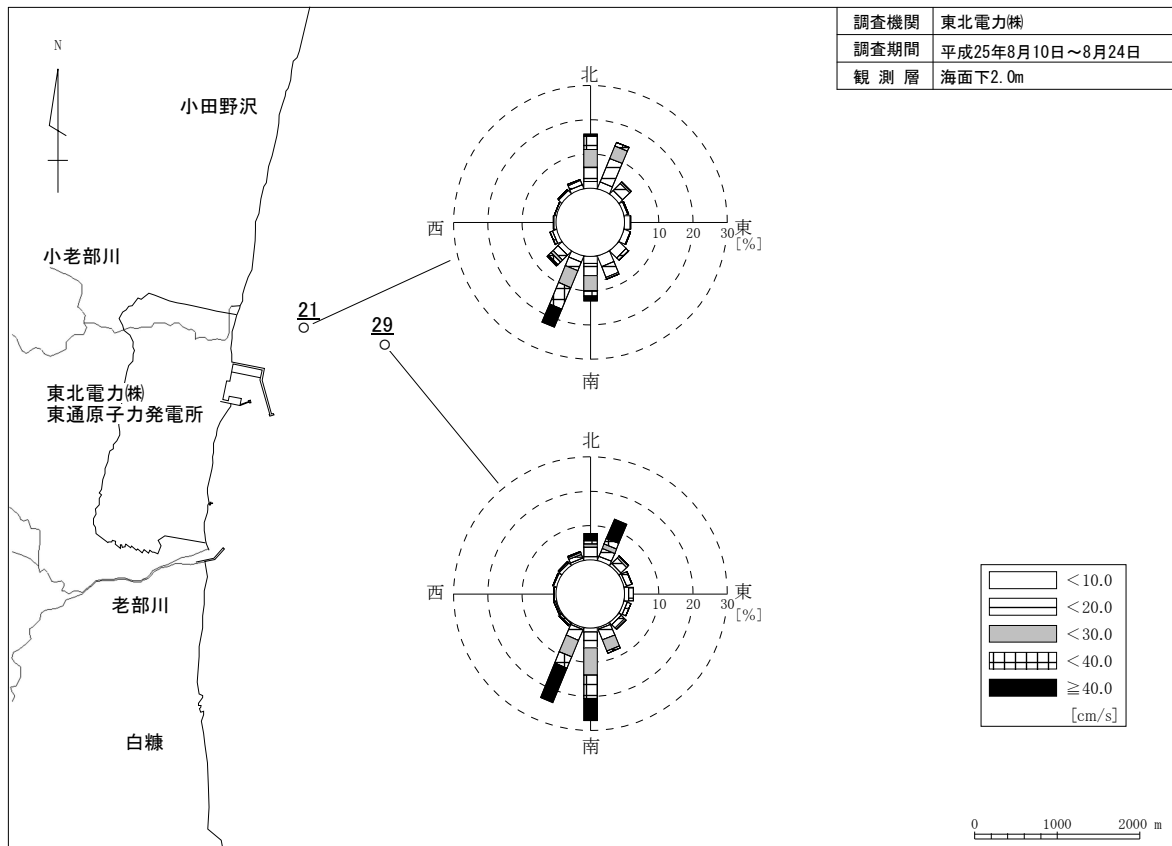 調査機関 東北電力㈱
調査期間 平成25年8月10日～8月24日
観測層 海面下2.0m
N
小田野沢
北
西
東
10 20 30
[%]
南
小老部川
21
29
東北電力㈱
東通原子力発電所
北
西
東
10 20 30
[%]
南
老部川
白糠
＜10.0
＜20.0
＜30.0
＜40.0
≧40.0
[cm/s]
0 1000 2000 m